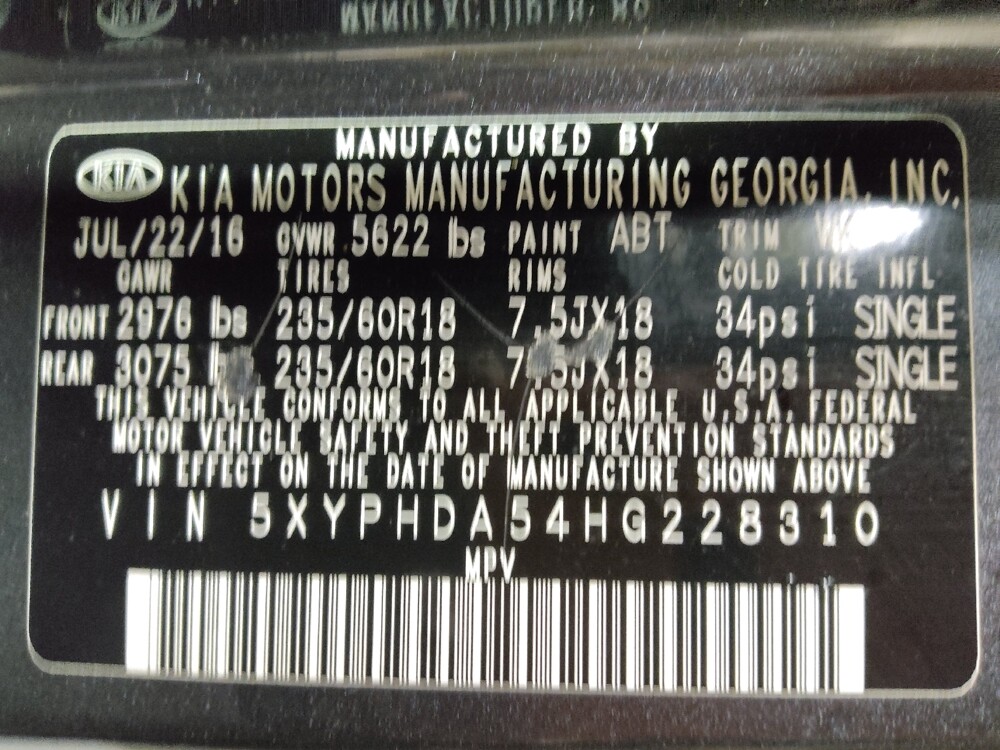 MANUFACTURED BY
KIA KIA MOTORS MANUFACTURING GEORGIA, INC.
JUL/22/16 GVWR 5622 lbs PAINT ABT TRIM
GAWR TIRES RIMS COLD TIRE INFL
FRONT 2976 lbs 235/60R18 7.5JX18 34psi SINGLE
REAR 3075 235/60R18 7.5JX18 34psi SINGLE
THIS VEHICLE CONFORMS TO ALL APPLICABLE U.S.A. FEDERAL
MOTOR VEHICLE SAFETY AND THEFT PREVENTION STANDARDS
IN EFFECT ON THE DATE OF MANUFACTURE SHOWN ABOVE
VIN 5XYPHDA54HG228310
MPV